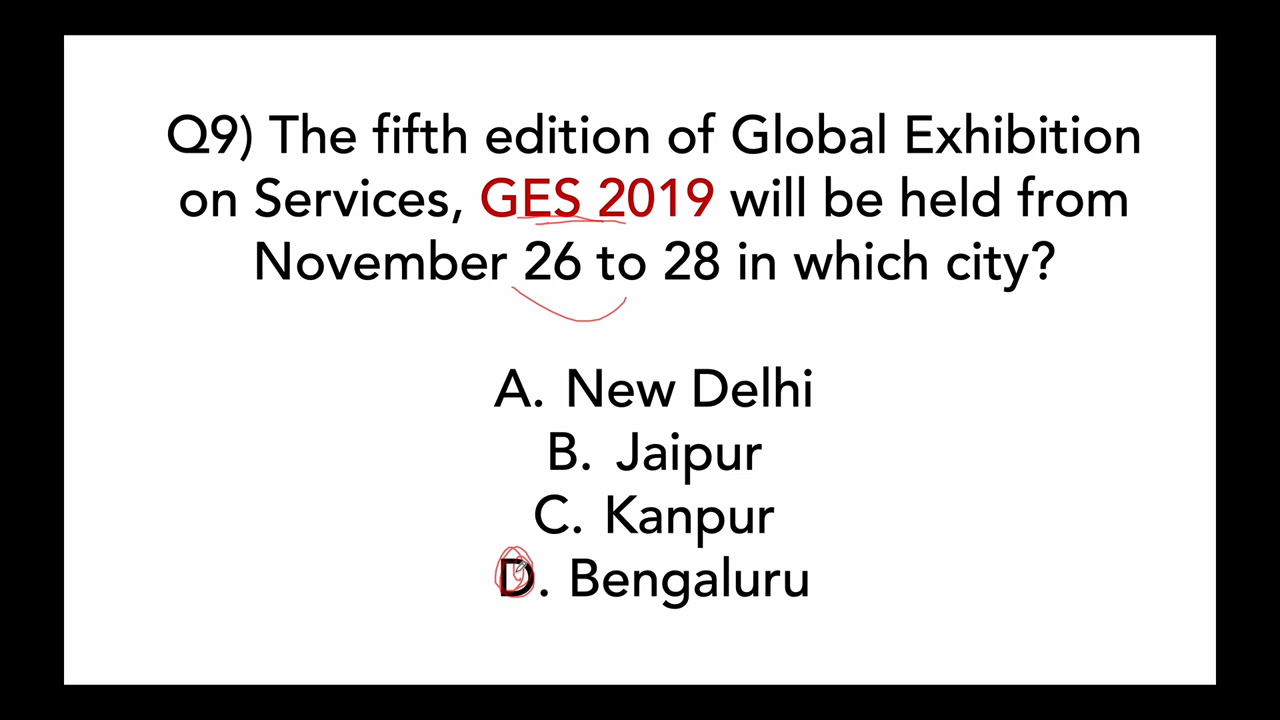 Q9) The fifth edition of Global Exhibition
on Services, GES 2019 will be held from
November 26 to 28 in which city?
A. New Delhi
B. Jaipur
C. Kanpur
D. Bengaluru